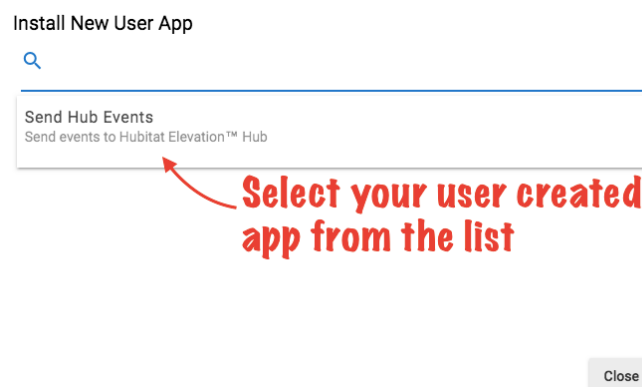 Install New User App
Send Hub Events
Send events to Hubitat Elevation™ Hub
Select your user created
app from the list
Close